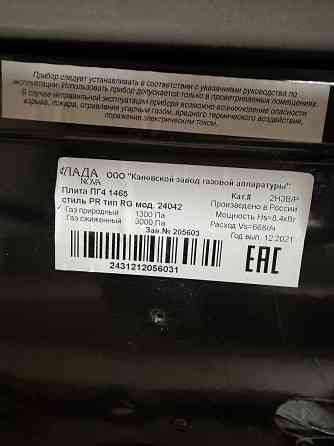 Прибор следует устанавливать в соответствии с указаниями руководства по
эксплуатации. Использовать прибор допускается только в проветриваемых помещениях.
В случае неправильной эксплуатации прибора возможно возникновение опасности
взрыва, пожара, отравления угарным газом, вредного термического воздействия,
поражения электрическим током.
ЛАДА ООО "Каневской завод газовой аппаратуры"
NOVA
Плита ПГ4 1465 Кат.II 2H3B/P
стиль PR тип RG мод. 24042 Произведено в России
Газ природный 1300 Па Мощность Hs=8.4кВт
Газ сжиженный 3000 Па Расход Vs=668г/ч
Зав.№ 205603 Год вып. 12.2021
2431212056031
ЕАС